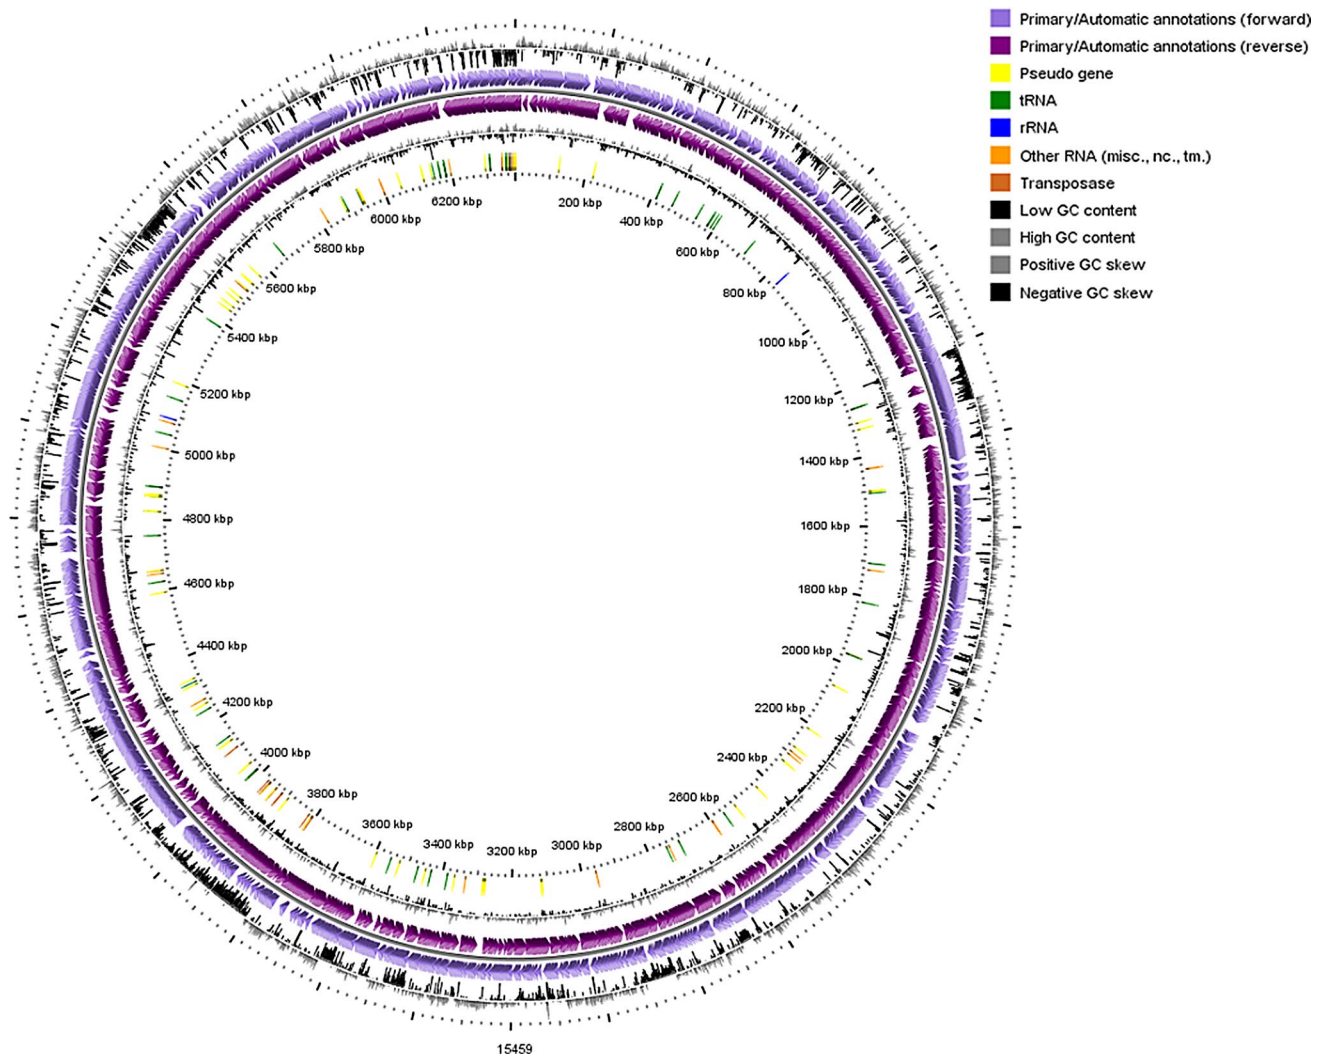 Primary/Automatic annotations (forward)
Primary/Automatic annotations (reverse)
Pseudo gene
tRNA
rRNA
Other RNA (misc., nc., tm.)
Transposase
Low GC content
High GC content
Positive GC skew
Negative GC skew
200 kbp
400 kbp
600 kbp
800 kbp
1000 kbp
1200 kbp
1400 kbp
1600 kbp
1800 kbp
2000 kbp
2200 kbp
2400 kbp
2600 kbp
2800 kbp
3000 kbp
3200 kbp
3400 kbp
3600 kbp
3800 kbp
4000 kbp
4200 kbp
4400 kbp
4600 kbp
4800 kbp
5000 kbp
5200 kbp
5400 kbp
5600 kbp
5800 kbp
6000 kbp
6200 kbp
15459